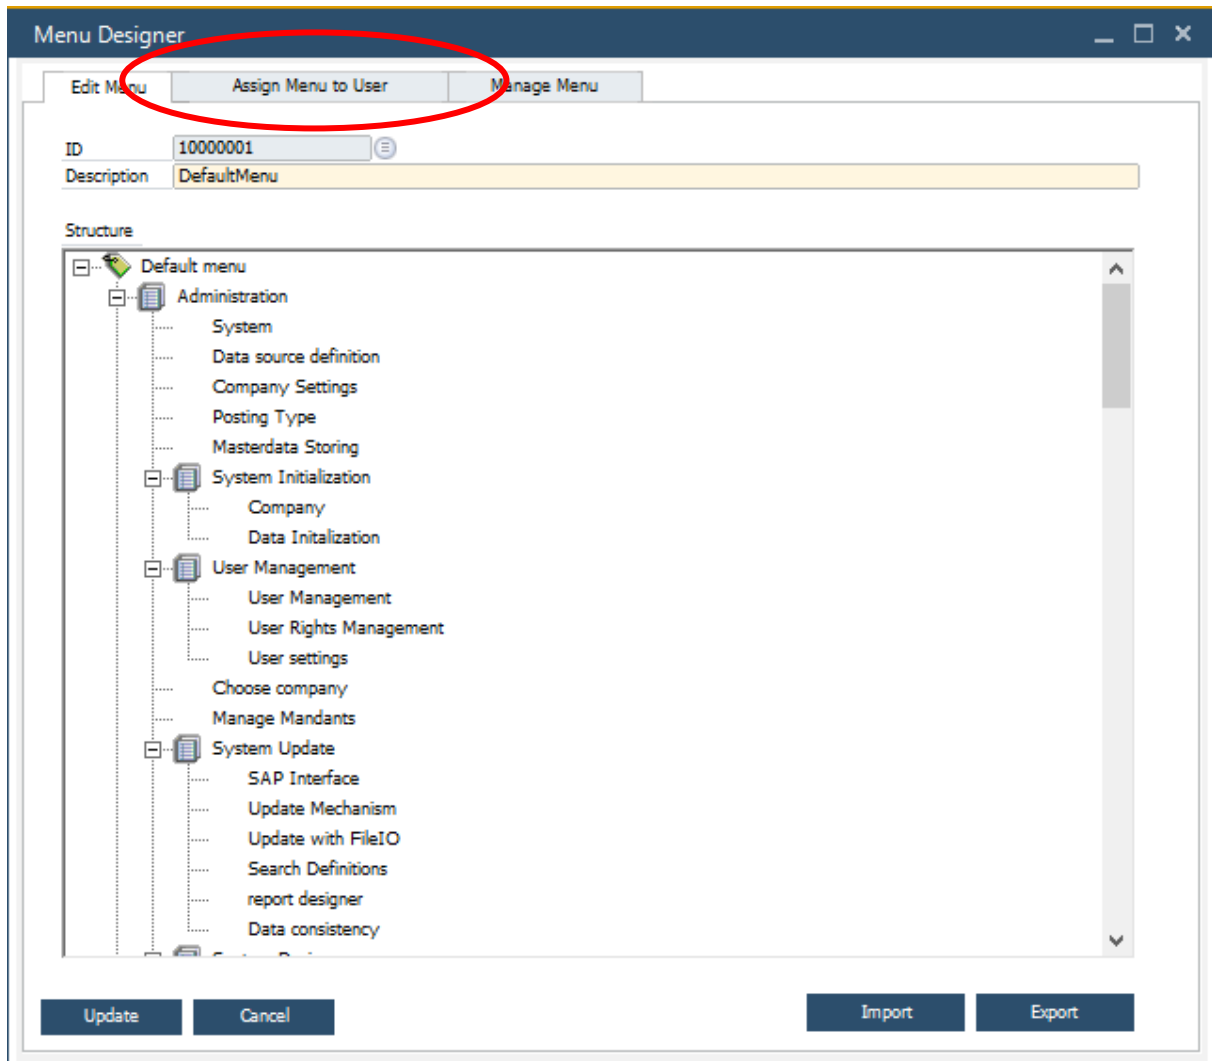 Menu Designer
Edit Menu Assign Menu to User Manage Menu
ID 10000001
Description DefaultMenu
Structure
Default menu
Administration
System
Data source definition
Company Settings
Posting Type
Masterdata Storing
System Initialization
Company
Data Initalization
User Management
User Management
User Rights Management
User settings
Choose company
Manage Mandants
System Update
SAP Interface
Update Mechanism
Update with FileIO
Search Definitions
report designer
Data consistency
Update Cancel Import Export